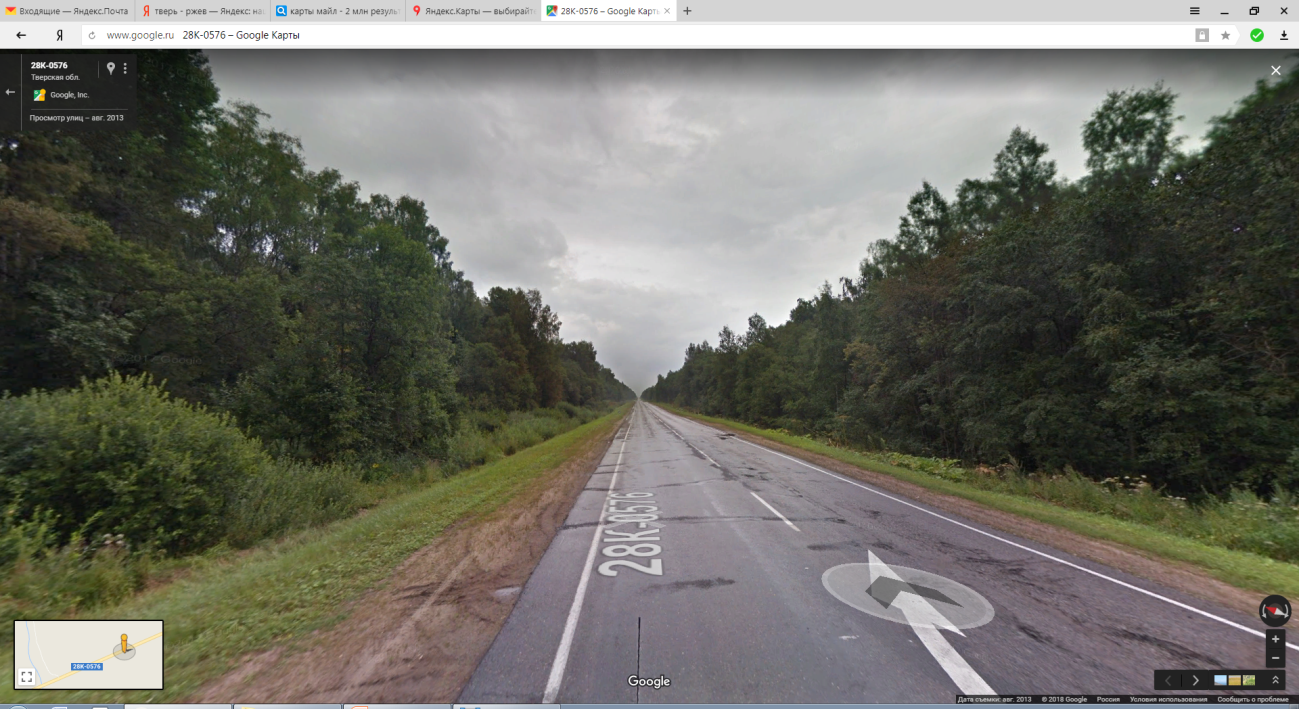 Входящие — Яндекс.Почта
тверь - ржев — Яндекс: на
карты майл - 2 млн резуль
Яндекс.Карты — выбирайт
28K-0576 – Google Карты
Я www.google.ru 28K-0576 – Google Карты
28K-0576
Тверская обл.
Google, Inc.
Просмотр улиц – авг. 2013
28K-0576
28K-0576
Google
Дата съемки: авг. 2013 © 2018 Google Россия Условия использования Сообщить о проблеме